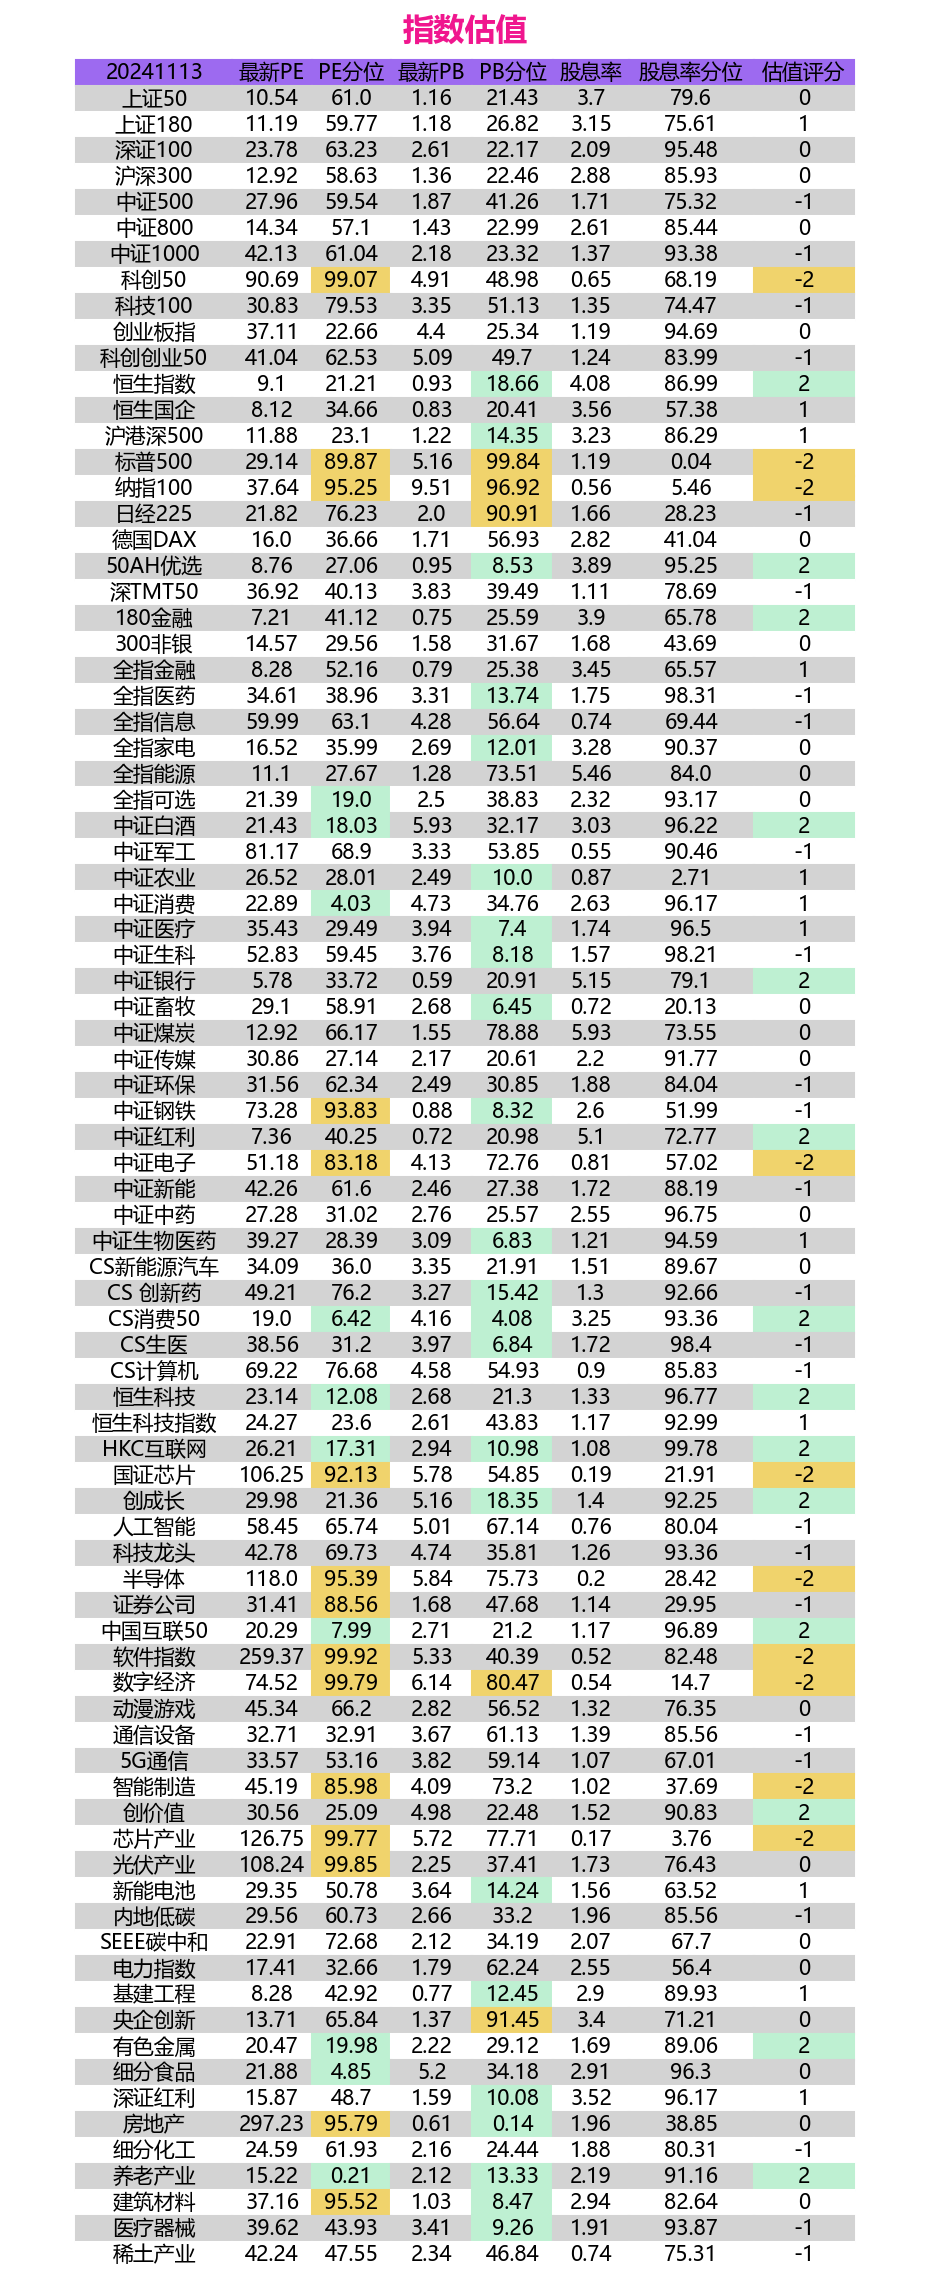 指数估值
20241113 最新PE PE分位 最新PB PB分位 股息率 股息率分位 估值评分
上证50 10.54 61.0 1.16 21.43 3.7 79.6 0
上证180 11.19 59.77 1.18 26.82 3.15 75.61 1
深证100 23.78 63.23 2.61 22.17 2.09 95.48 0
沪深300 12.92 58.63 1.36 22.46 2.88 85.93 0
中证500 27.96 59.54 1.87 41.26 1.71 75.32 -1
中证800 14.34 57.1 1.43 22.99 2.61 85.44 0
中证1000 42.13 61.04 2.18 23.32 1.37 93.38 -1
科创50 90.69 99.07 4.91 48.98 0.65 68.19 -2
科技100 30.83 79.53 3.35 51.13 1.35 74.47 -1
创业板指 37.11 22.66 4.4 25.34 1.19 94.69 0
科创创业50 41.04 62.53 5.09 49.7 1.24 83.99 -1
恒生指数 9.1 21.21 0.93 18.66 4.08 86.99 2
恒生国企 8.12 34.66 0.83 20.41 3.56 57.38 1
沪港深500 11.88 23.1 1.22 14.35 3.23 86.29 1
标普500 29.14 89.87 5.16 99.84 1.19 0.04 -2
纳指100 37.64 95.25 9.51 96.92 0.56 5.46 -2
日经225 21.82 76.23 2.0 90.91 1.66 28.23 -1
德国DAX 16.0 36.66 1.71 56.93 2.82 41.04 0
50AH优选 8.76 27.06 0.95 8.53 3.89 95.25 2
深TMT50 36.92 40.13 3.83 39.49 1.11 78.69 -1
180金融 7.21 41.12 0.75 25.59 3.9 65.78 2
300非银 14.57 29.56 1.58 31.67 1.68 43.69 0
全指金融 8.28 52.16 0.79 25.38 3.45 65.57 1
全指医药 34.61 38.96 3.31 13.74 1.75 98.31 -1
全指信息 59.99 63.1 4.28 56.64 0.74 69.44 -1
全指家电 16.52 35.99 2.69 12.01 3.28 90.37 0
全指能源 11.1 27.67 1.28 73.51 5.46 84.0 0
全指可选 21.39 19.0 2.5 38.83 2.32 93.17 0
中证白酒 21.43 18.03 5.93 32.17 3.03 96.22 2
中证军工 81.17 68.9 3.33 53.85 0.55 90.46 -1
中证农业 26.52 28.01 2.49 10.0 0.87 2.71 1
中证消费 22.89 4.03 4.73 34.76 2.63 96.17 1
中证医疗 35.43 29.49 3.94 7.4 1.74 96.5 1
中证生科 52.83 59.45 3.76 8.18 1.57 98.21 -1
中证银行 5.78 33.72 0.59 20.91 5.15 79.1 2
中证畜牧 29.1 58.91 2.68 6.45 0.72 20.13 0
中证煤炭 12.92 66.17 1.55 78.88 5.93 73.55 0
中证传媒 30.86 27.14 2.17 20.61 2.2 91.77 0
中证环保 31.56 62.34 2.49 30.85 1.88 84.04 -1
中证钢铁 73.28 93.83 0.88 8.32 2.6 51.99 -1
中证红利 7.36 40.25 0.72 20.98 5.1 72.77 2
中证电子 51.18 83.18 4.13 72.76 0.81 57.02 -2
中证新能 42.26 61.6 2.46 27.38 1.72 88.19 -1
中证中药 27.28 31.02 2.76 25.57 2.55 96.75 0
中证生物医药 39.27 28.39 3.09 6.83 1.21 94.59 1
CS新能源汽车 34.09 36.0 3.35 21.91 1.51 89.67 0
CS 创新药 49.21 76.2 3.27 15.42 1.3 92.66 -1
CS消费50 19.0 6.42 4.16 4.08 3.25 93.36 2
CS生医 38.56 31.2 3.97 6.84 1.72 98.4 -1
CS计算机 69.22 76.68 4.58 54.93 0.9 85.83 -1
恒生科技 23.14 12.08 2.68 21.3 1.33 96.77 2
恒生科技指数 24.27 23.6 2.61 43.83 1.17 92.99 1
HKC互联网 26.21 17.31 2.94 10.98 1.08 99.78 2
国证芯片 106.25 92.13 5.78 54.85 0.19 21.91 -2
创成长 29.98 21.36 5.16 18.35 1.4 92.25 2
人工智能 58.45 65.74 5.01 67.14 0.76 80.04 -1
科技龙头 42.78 69.73 4.74 35.81 1.26 93.36 -1
半导体 118.0 95.39 5.84 75.73 0.2 28.42 -2
证券公司 31.41 88.56 1.68 47.68 1.14 29.95 -1
中国互联50 20.29 7.99 2.71 21.2 1.17 96.89 2
软件指数 259.37 99.92 5.33 40.39 0.52 82.48 -2
数字经济 74.52 99.79 6.14 80.47 0.54 14.7 -2
动漫游戏 45.34 66.2 2.82 56.52 1.32 76.35 0
通信设备 32.71 32.91 3.67 61.13 1.39 85.56 -1
5G通信 33.57 53.16 3.82 59.14 1.07 67.01 -1
智能制造 45.19 85.98 4.09 73.2 1.02 37.69 -2
创价值 30.56 25.09 4.98 22.48 1.52 90.83 2
芯片产业 126.75 99.77 5.72 77.71 0.17 3.76 -2
光伏产业 108.24 99.85 2.25 37.41 1.73 76.43 0
新能电池 29.35 50.78 3.64 14.24 1.56 63.52 1
内地低碳 29.56 60.73 2.66 33.2 1.96 85.56 -1
SEEE碳中和 22.91 72.68 2.12 34.19 2.07 67.7 0
电力指数 17.41 32.66 1.79 62.24 2.55 56.4 0
基建工程 8.28 42.92 0.77 12.45 2.9 89.93 1
央企创新 13.71 65.84 1.37 91.45 3.4 71.21 0
有色金属 20.47 19.98 2.22 29.12 1.69 89.06 2
细分食品 21.88 4.85 5.2 34.18 2.91 96.3 0
深证红利 15.87 48.7 1.59 10.08 3.52 96.17 1
房地产 297.23 95.79 0.61 0.14 1.96 38.85 0
细分化工 24.59 61.93 2.16 24.44 1.88 80.31 -1
养老产业 15.22 0.21 2.12 13.33 2.19 91.16 2
建筑材料 37.16 95.52 1.03 8.47 2.94 82.64 0
医疗器械 39.62 43.93 3.41 9.26 1.91 93.87 -1
稀土产业 42.24 47.55 2.34 46.84 0.74 75.31 -1